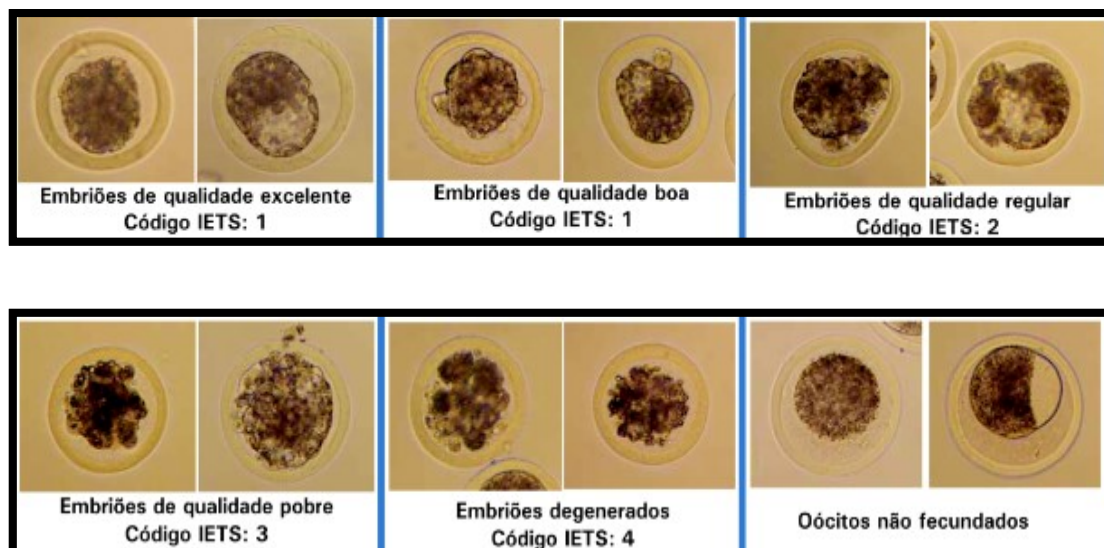 Embriões de qualidade excelente
Código IETS: 1
Embriões de qualidade boa
Código IETS: 1
Embriões de qualidade regular
Código IETS: 2
Embriões de qualidade pobre
Código IETS: 3
Embriões degenerados
Código IETS: 4
Oócitos não fecundados